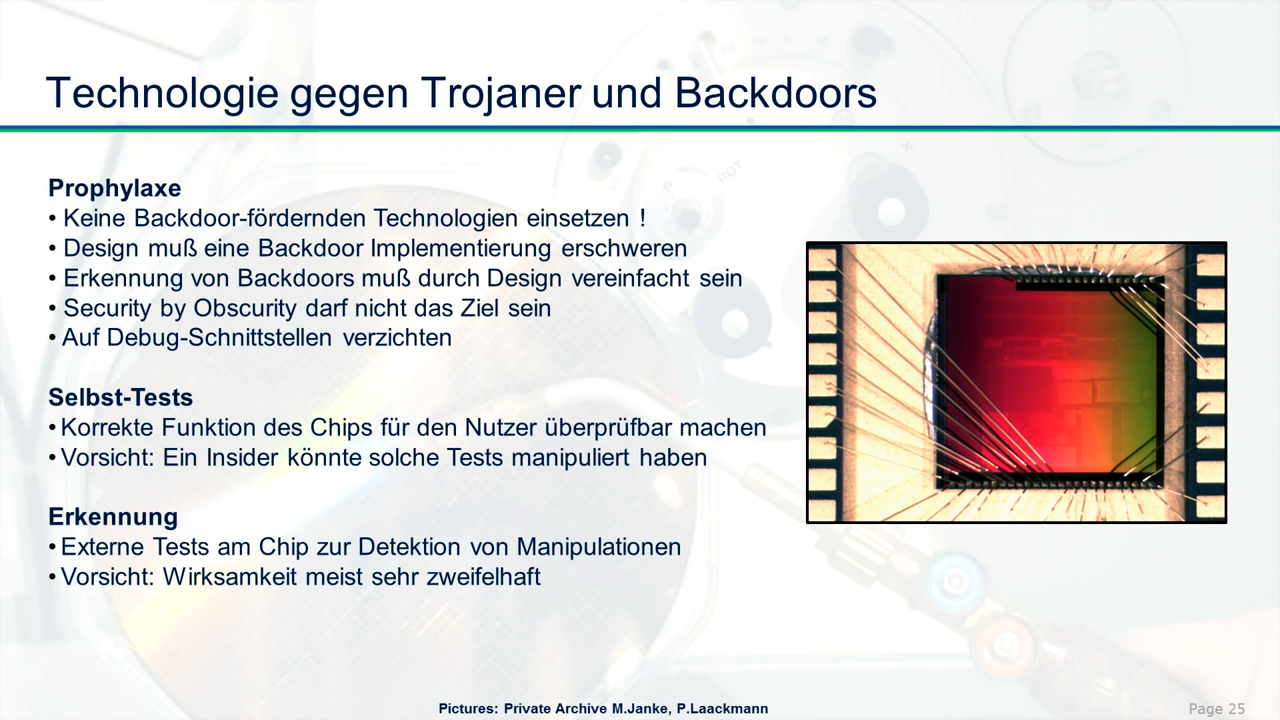 Technologie gegen Trojaner und Backdoors
Prophylaxe
• Keine Backdoor-fördernden Technologien einsetzen !
• Design muß eine Backdoor Implementierung erschweren
• Erkennung von Backdoors muß durch Design vereinfacht sein
• Security by Obscurity darf nicht das Ziel sein
• Auf Debug-Schnittstellen verzichten
Selbst-Tests
• Korrekte Funktion des Chips für den Nutzer überprüfbar machen
• Vorsicht: Ein Insider könnte solche Tests manipuliert haben
Erkennung
• Externe Tests am Chip zur Detektion von Manipulationen
• Vorsicht: Wirksamkeit meist sehr zweifelhaft
Pictures: Private Archive M.Janke, P.Laackmann
Page 25